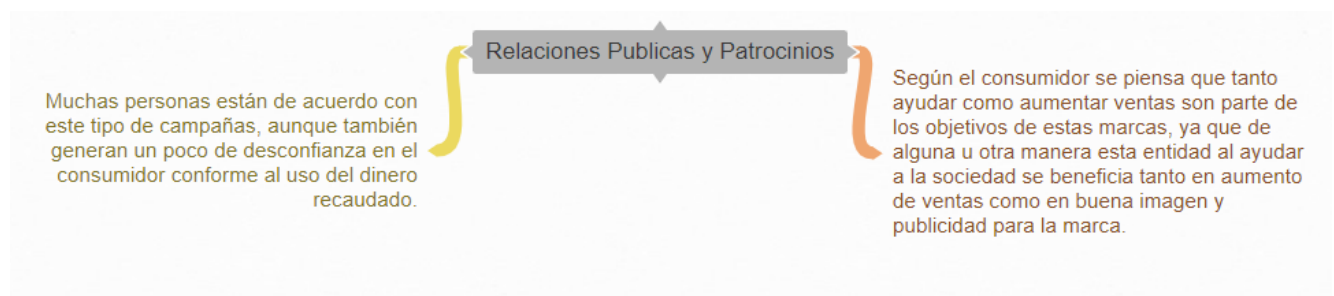 Relaciones Publicas y Patrocinios
Muchas personas están de acuerdo con
este tipo de campañas, aunque también
generan un poco de desconfianza en el
consumidor conforme al uso del dinero
recaudado.
Según el consumidor se piensa que tanto
ayudar como aumentar ventas son parte de
los objetivos de estas marcas, ya que de
alguna u otra manera esta entidad al ayudar
a la sociedad se beneficia tanto en aumento
de ventas como en buena imagen y
publicidad para la marca.